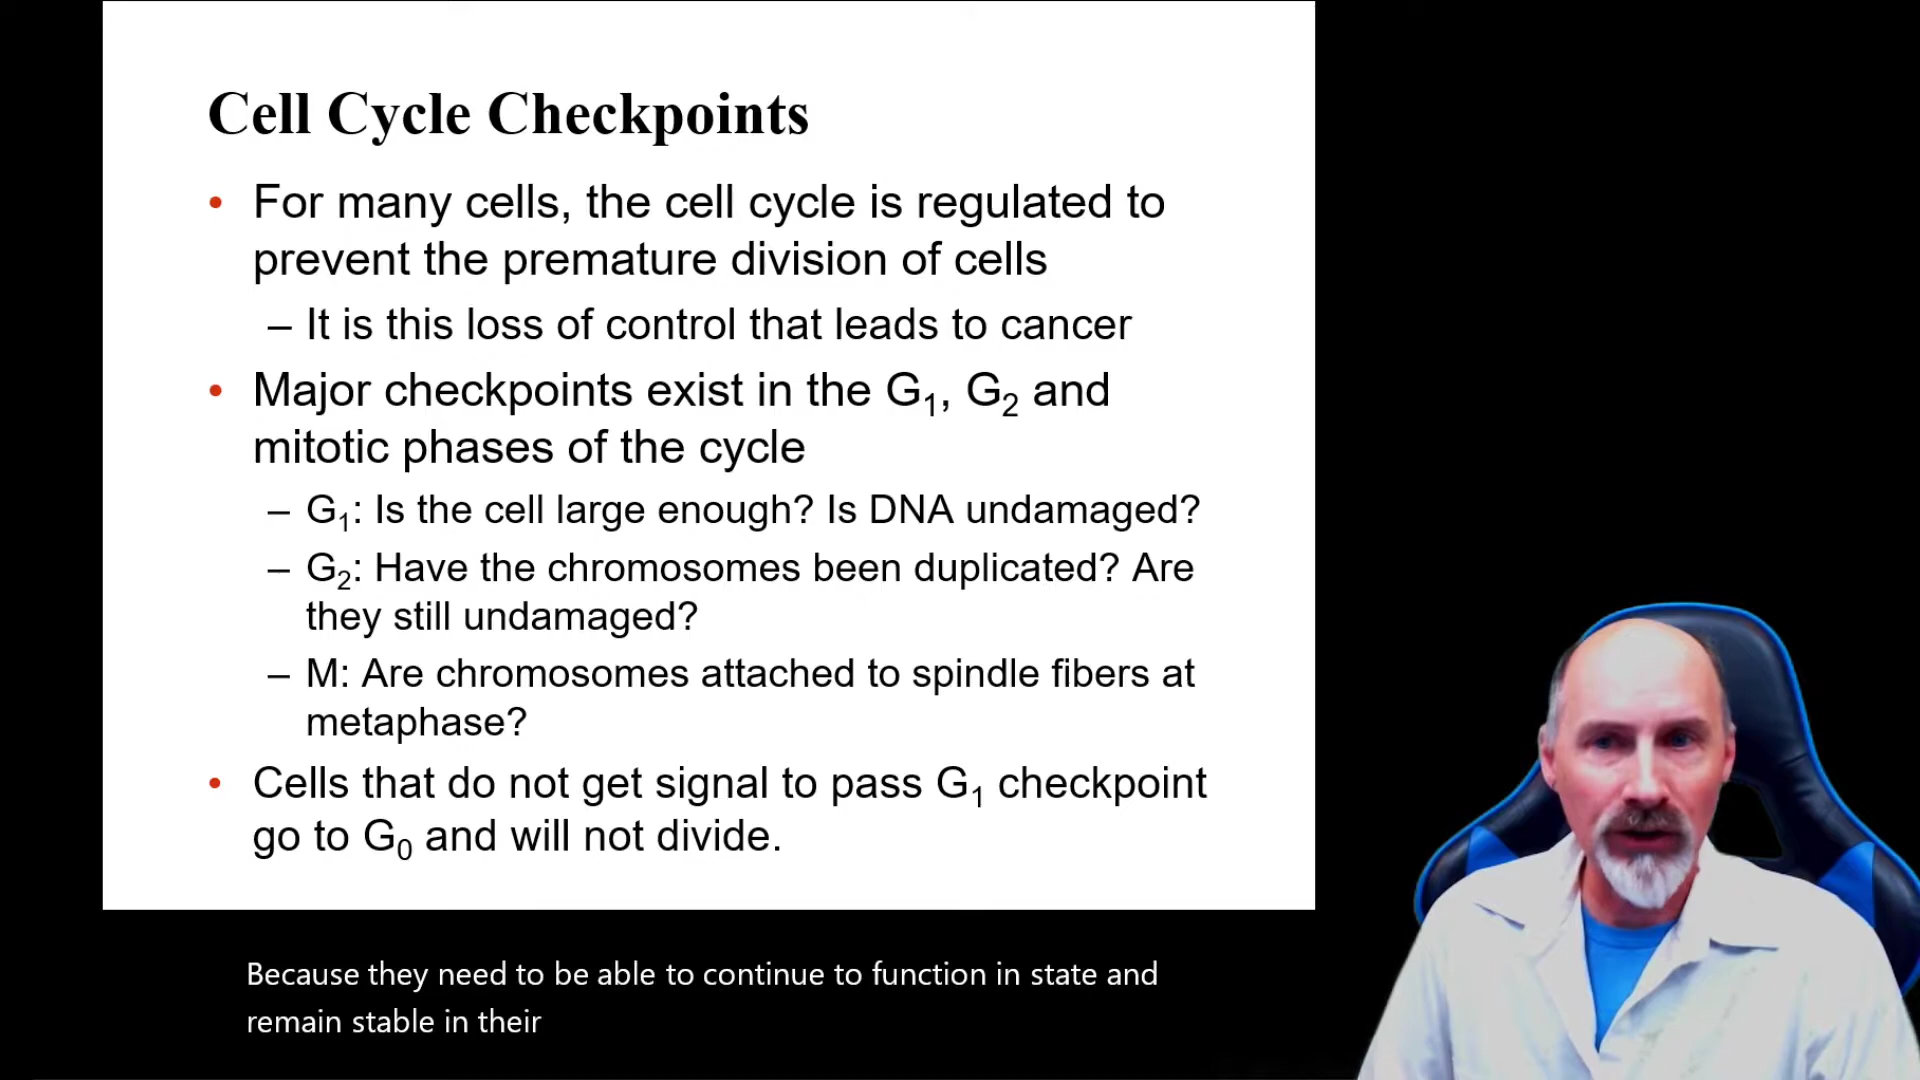 Cell Cycle Checkpoints
• For many cells, the cell cycle is regulated to
prevent the premature division of cells
– It is this loss of control that leads to cancer
• Major checkpoints exist in the G₁, G₂ and
mitotic phases of the cycle
– G₁: Is the cell large enough? Is DNA undamaged?
– G₂: Have the chromosomes been duplicated? Are
they still undamaged?
– M: Are chromosomes attached to spindle fibers at
metaphase?
• Cells that do not get signal to pass G₁ checkpoint
go to G₀ and will not divide.
Because they need to be able to continue to function in state and
remain stable in their